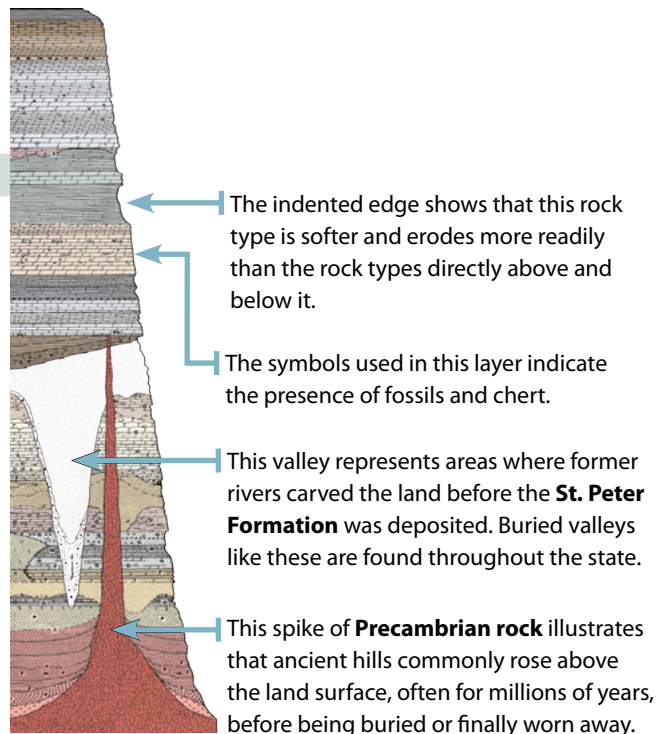 The indented edge shows that this rock
type is softer and erodes more readily
than the rock types directly above and
below it.
The symbols used in this layer indicate
the presence of fossils and chert.
This valley represents areas where former
rivers carved the land before the St. Peter
Formation was deposited. Buried valleys
like these are found throughout the state.
This spike of Precambrian rock illustrates
that ancient hills commonly rose above
the land surface, often for millions of years,
before being buried or finally worn away.